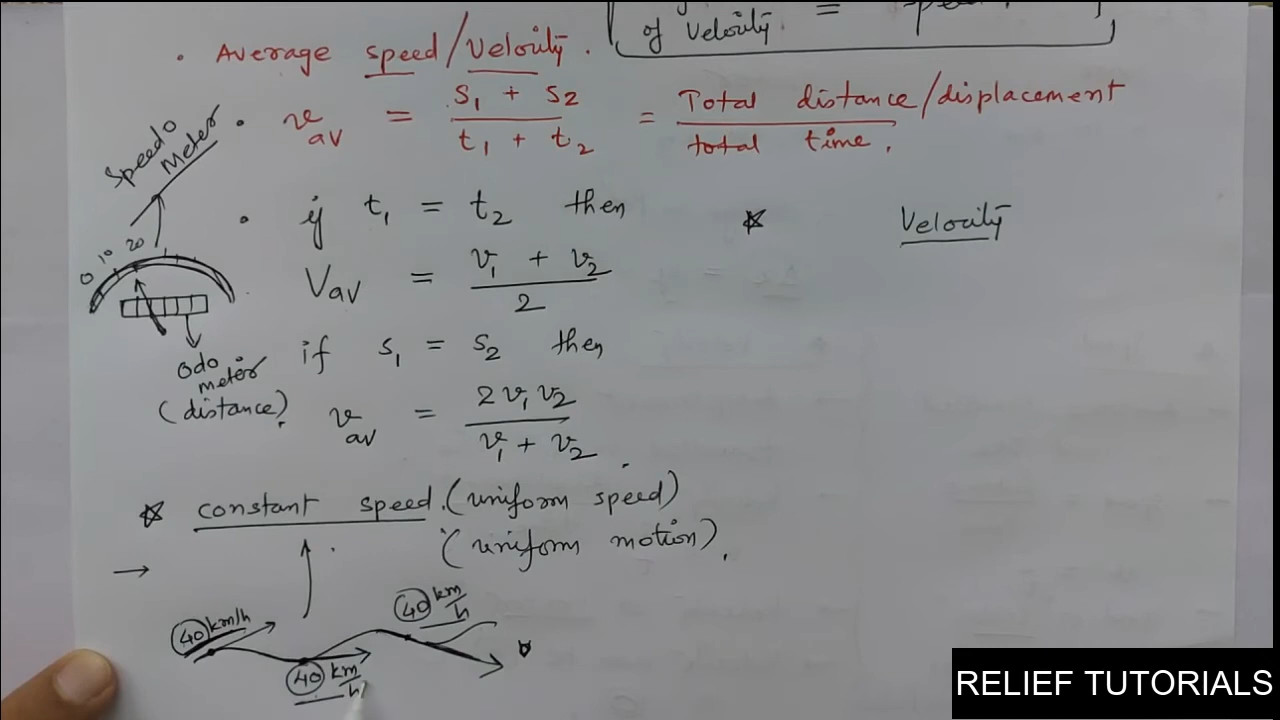 of Velocity =
• Average speed/Velocity.
• v av = S1 + S2 / t1 + t2 = Total distance/displacement / total time.
Speedo Meter
0 10 20
Odo meter (distance).
• if t1 = t2 then
Vav = v1 + v2 / 2
if s1 = s2 then
v av = 2 v1 v2 / v1 + v2
☆ Velocity
☆ constant speed. (uniform speed)
(uniform motion).
→
40 km/h
40 km/h
40 km/h
RELIEF TUTORIALS